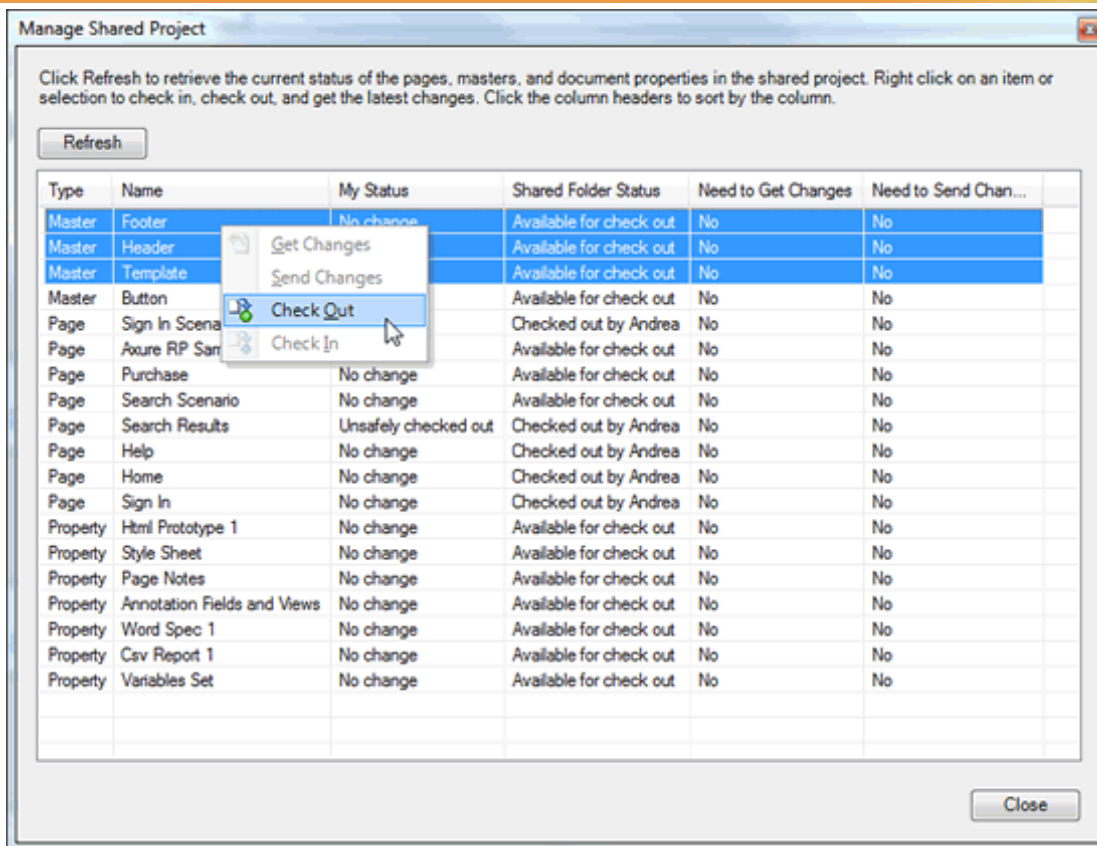 Manage Shared Project
Click Refresh to retrieve the current status of the pages, masters, and document properties in the shared project. Right click on an item or
selection to check in, check out, and get the latest changes. Click the column headers to sort by the column.
Refresh
Type Name My Status Shared Folder Status Need to Get Changes Need to Send Chan...
Master Footer No change Available for check out No No
Master Header Available for check out No No
Master Template Available for check out No No
Master Button Available for check out No No
Page Sign In Scena Checked out by Andrea No No
Page Axure RP Sam Available for check out No No
Get Changes
Send Changes
Check Out
Check In
Page Purchase No change Available for check out No No
Page Search Scenario No change Available for check out No No
Page Search Results Unsafely checked out Checked out by Andrea No No
Page Help No change Checked out by Andrea No No
Page Home No change Checked out by Andrea No No
Page Sign In No change Checked out by Andrea No No
Property Html Prototype 1 No change Available for check out No No
Property Style Sheet No change Available for check out No No
Property Page Notes No change Available for check out No No
Property Annotation Fields and Views No change Available for check out No No
Property Word Spec 1 No change Available for check out No No
Property Csv Report 1 No change Available for check out No No
Property Variables Set No change Available for check out No No
Close